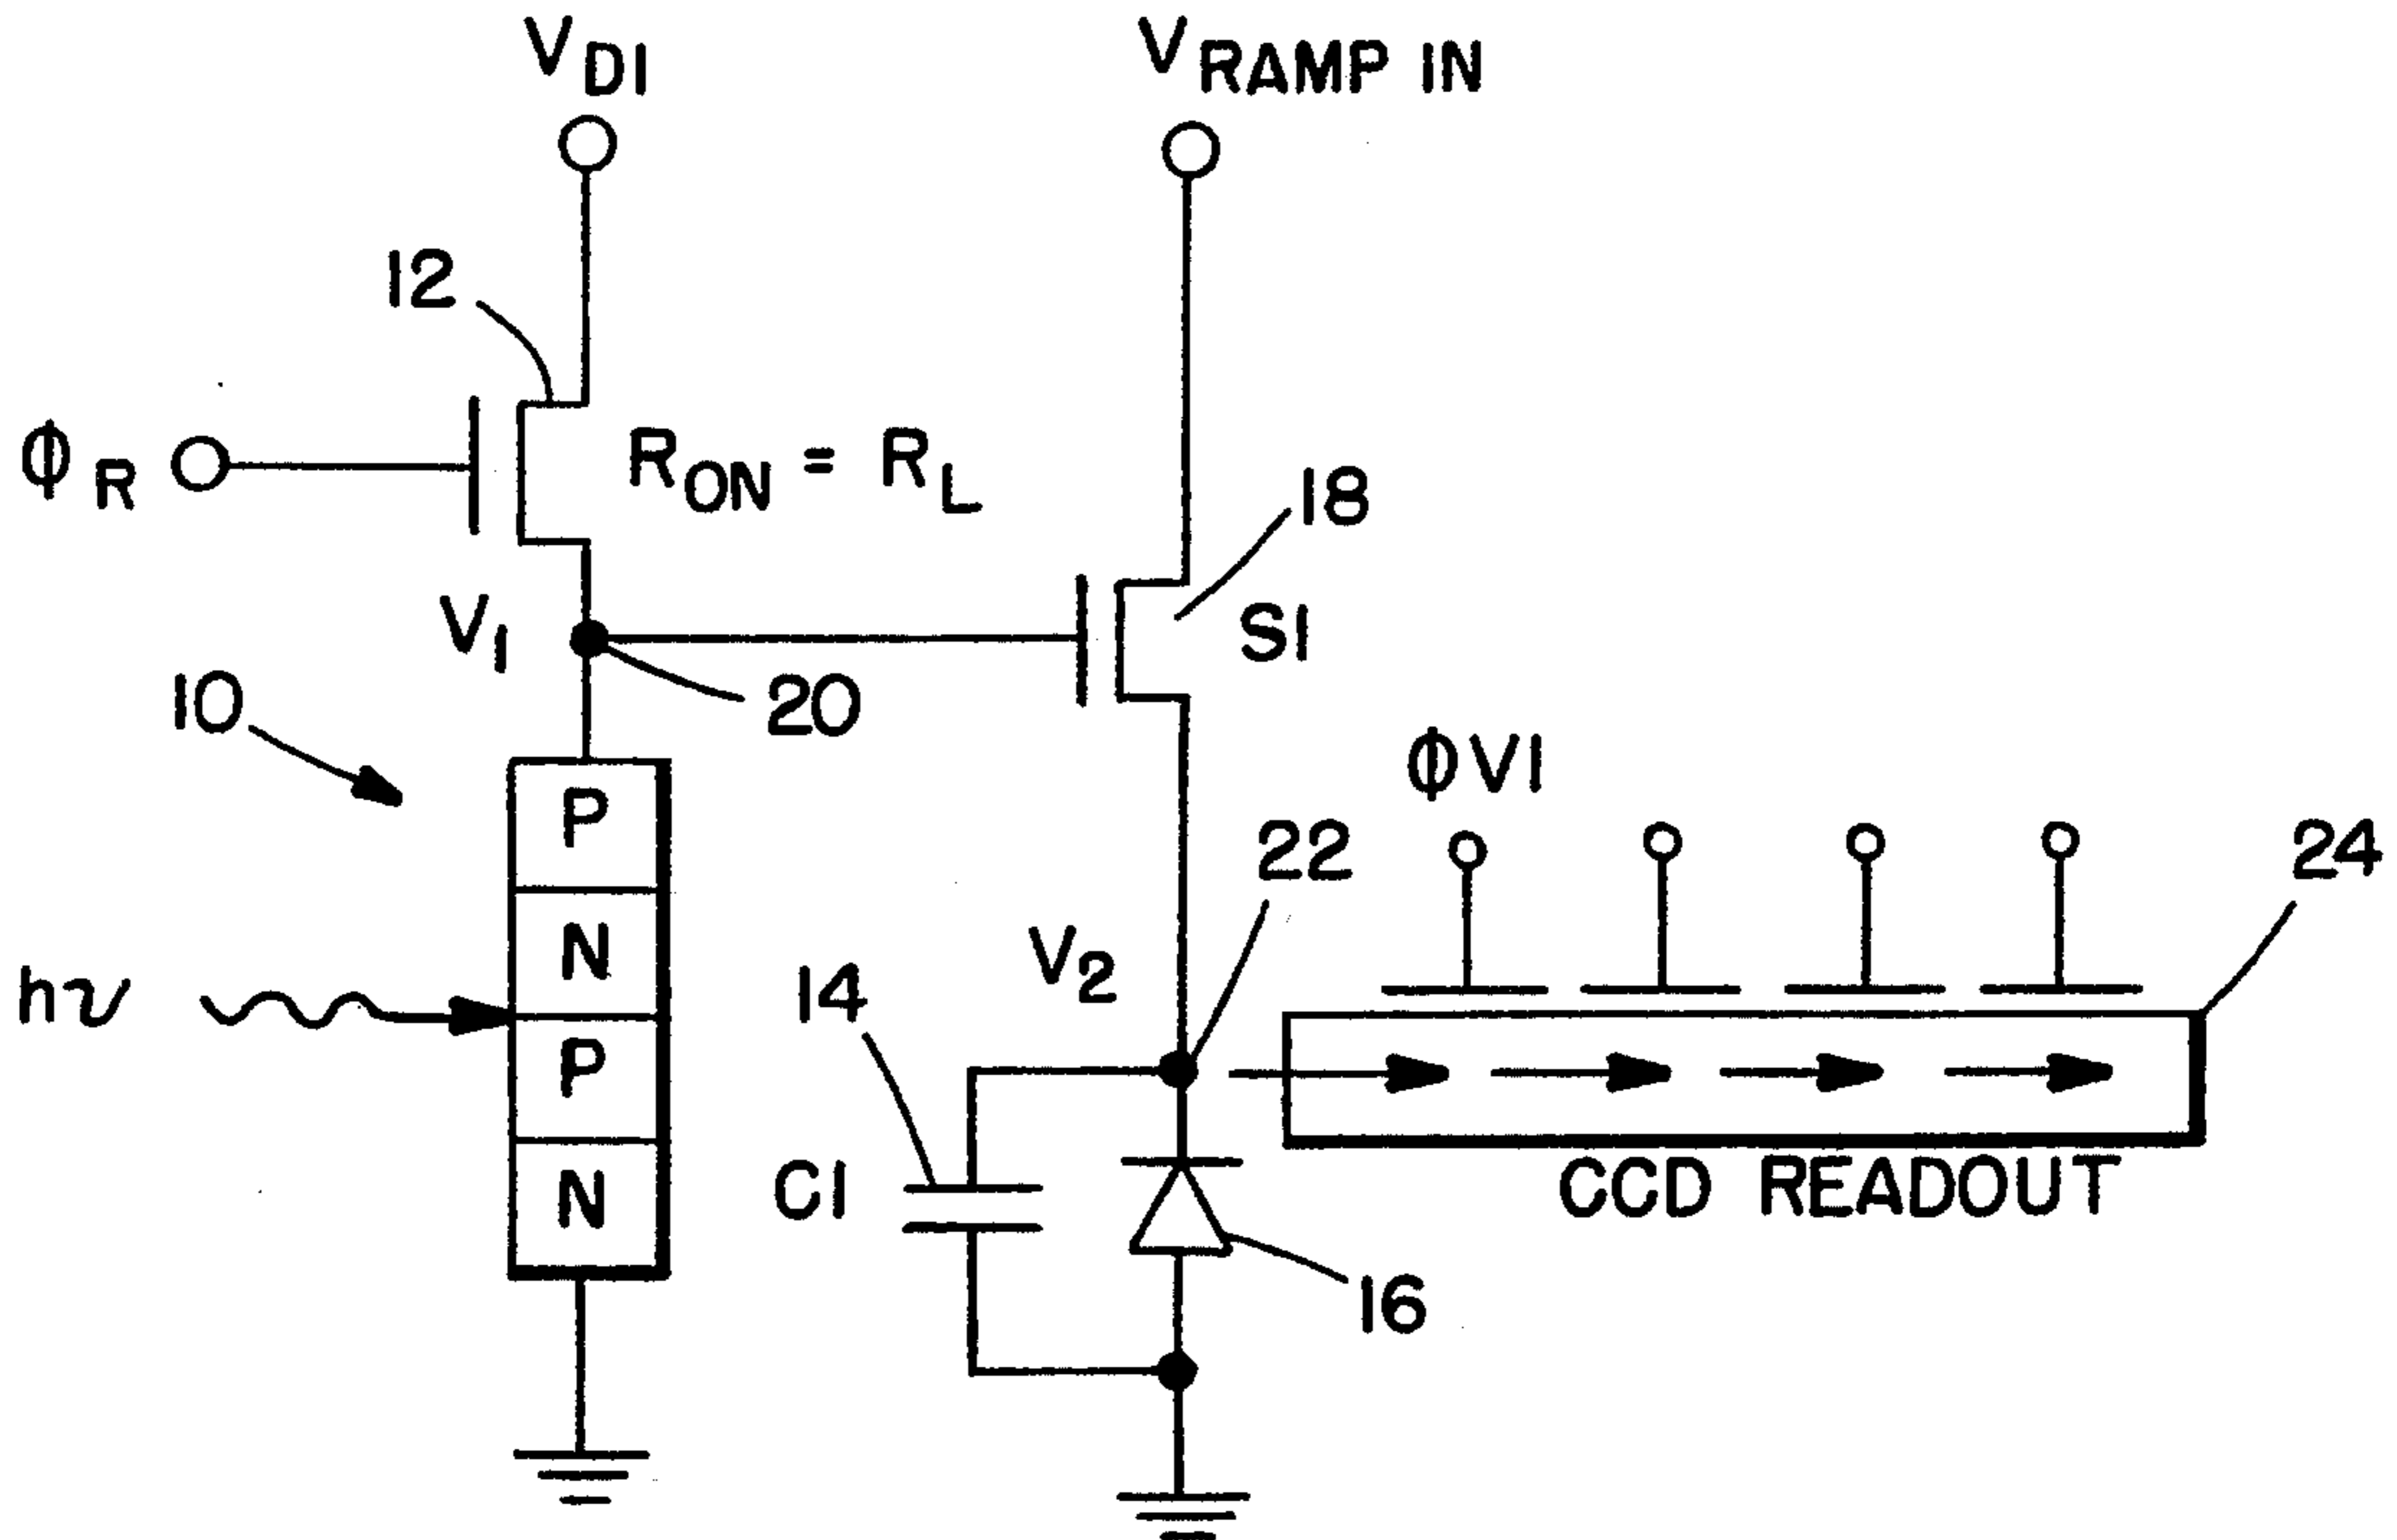 VD1
VRAMP IN
12
ΦR
RON = RL
18
V1
S1
20
10
ΦV1
P
22
24
N
V2
14
hν
P
N
C1
CCD READOUT
16